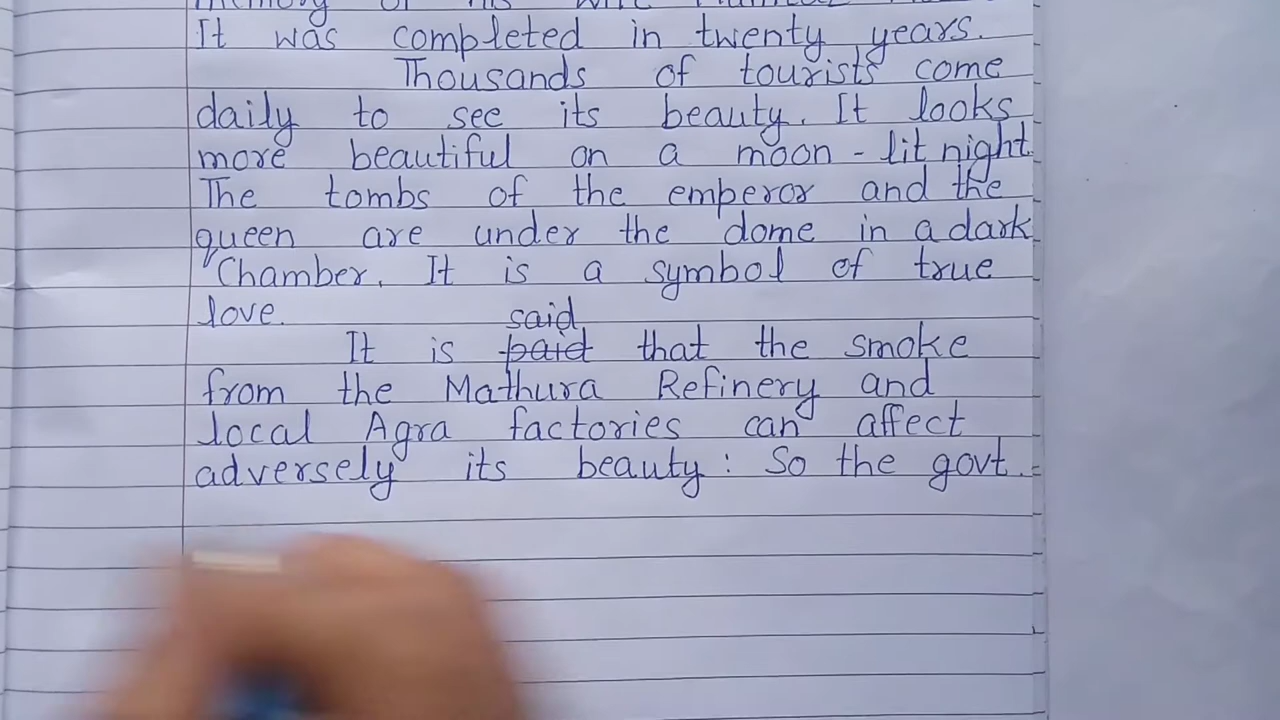 It was completed in twenty years.
Thousands of tourists come
daily to see its beauty. It looks
more beautiful on a moon - lit night.
The tombs of the emperor and the
queen are under the dome in a dark
Chamber. It is a symbol of true
love.
said
It is paid that the smoke
from the Mathura Refinery and
local Agra factories can affect
adversely its beauty : So the govt.